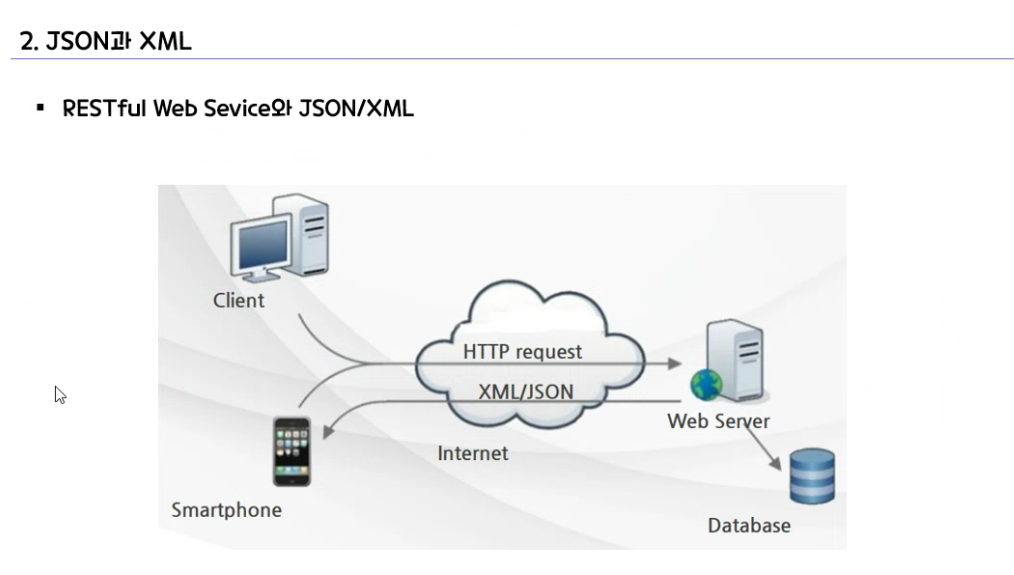 2. JSON과 XML
▪ RESTful Web Sevice와 JSON/XML
Client
HTTP request
XML/JSON
Web Server
Internet
Smartphone
Database